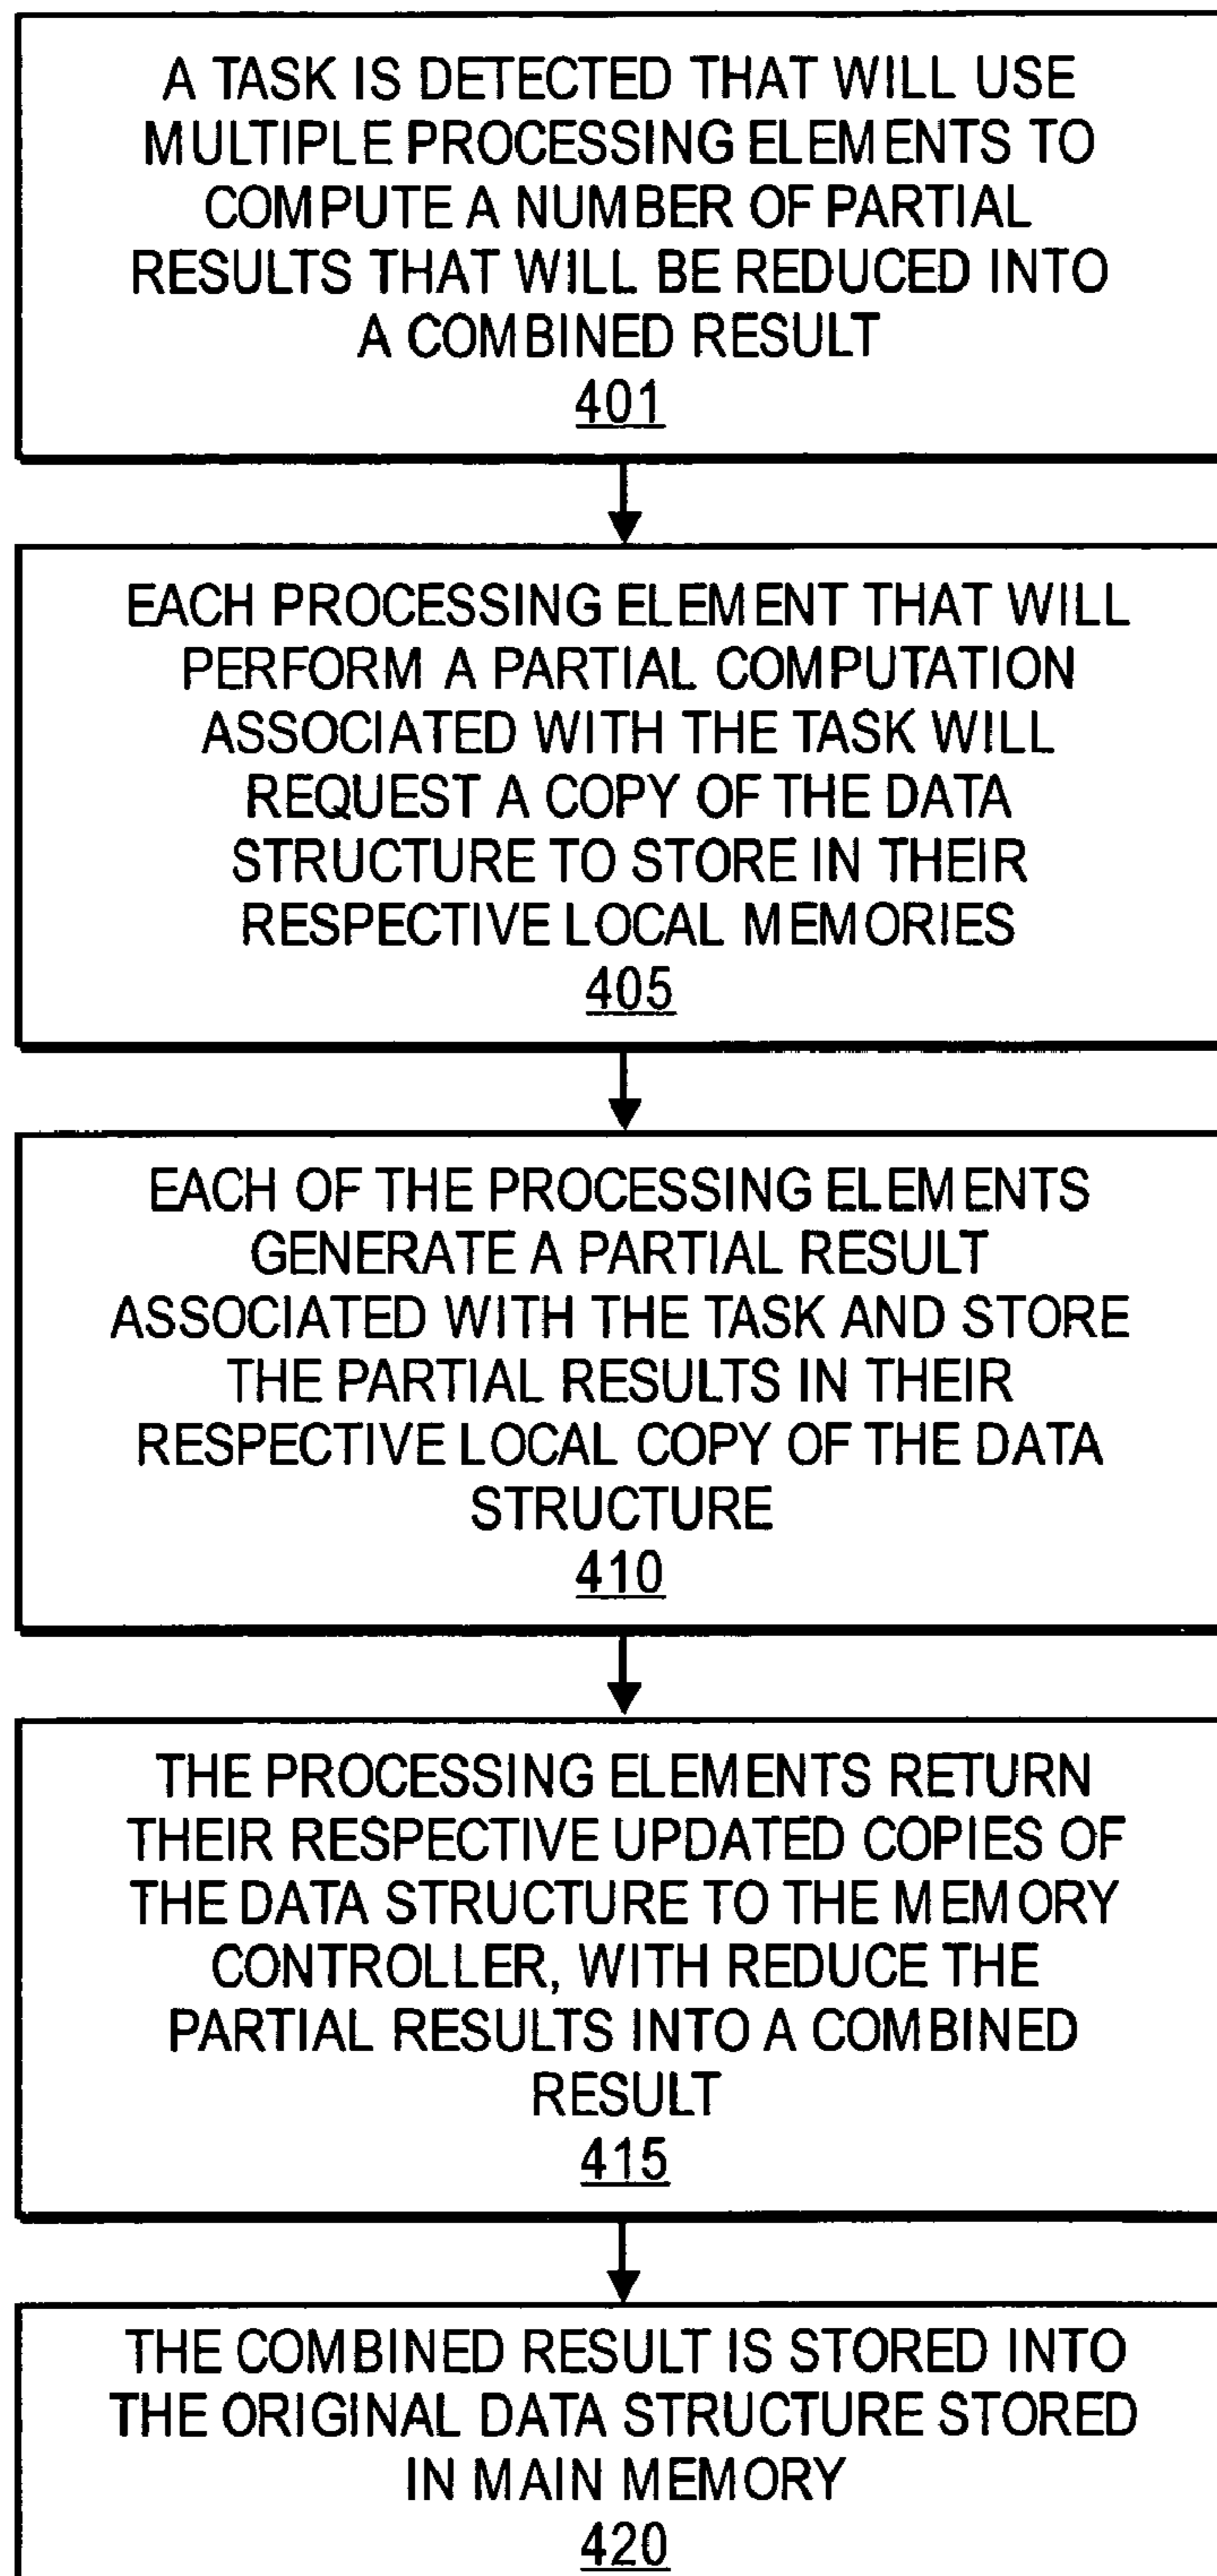 A TASK IS DETECTED THAT WILL USE
MULTIPLE PROCESSING ELEMENTS TO
COMPUTE A NUMBER OF PARTIAL
RESULTS THAT WILL BE REDUCED INTO
A COMBINED RESULT
401
EACH PROCESSING ELEMENT THAT WILL
PERFORM A PARTIAL COMPUTATION
ASSOCIATED WITH THE TASK WILL
REQUEST A COPY OF THE DATA
STRUCTURE TO STORE IN THEIR
RESPECTIVE LOCAL MEMORIES
405
EACH OF THE PROCESSING ELEMENTS
GENERATE A PARTIAL RESULT
ASSOCIATED WITH THE TASK AND STORE
THE PARTIAL RESULTS IN THEIR
RESPECTIVE LOCAL COPY OF THE DATA
STRUCTURE
410
THE PROCESSING ELEMENTS RETURN
THEIR RESPECTIVE UPDATED COPIES OF
THE DATA STRUCTURE TO THE MEMORY
CONTROLLER, WITH REDUCE THE
PARTIAL RESULTS INTO A COMBINED
RESULT
415
THE COMBINED RESULT IS STORED INTO
THE ORIGINAL DATA STRUCTURE STORED
IN MAIN MEMORY
420